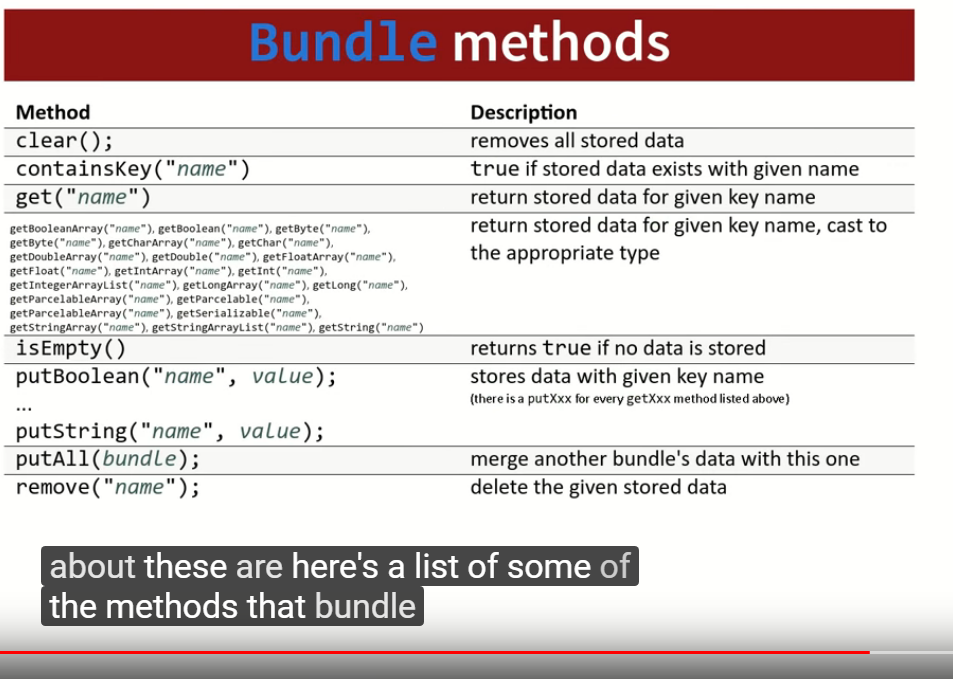 Bundle methods
Method Description
clear(); removes all stored data
containsKey("name") true if stored data exists with given name
get("name") return stored data for given key name
getBooleanArray("name"), getBoolean("name"), getByte("name"),
getByte("name"), getCharArray("name"), getChar("name"),
getDoubleArray("name"), getDouble("name"), getFloatArray("name"),
getFloat("name"), getIntArray("name"), getInt("name"),
getIntegerArrayList("name"), getLongArray("name"), getLong("name"),
getParcelableArray("name"), getParcelable("name"),
getParcelableArray("name"), getSerializable("name"),
getStringArray("name"), getStringArrayList("name"), getString("name")
return stored data for given key name, cast to
the appropriate type
isEmpty() returns true if no data is stored
putBoolean("name", value); stores data with given key name
(there is a putXxx for every getXxx method listed above)
...
putString("name", value);
putAll(bundle); merge another bundle's data with this one
remove("name"); delete the given stored data
about these are here's a list of some of
the methods that bundle